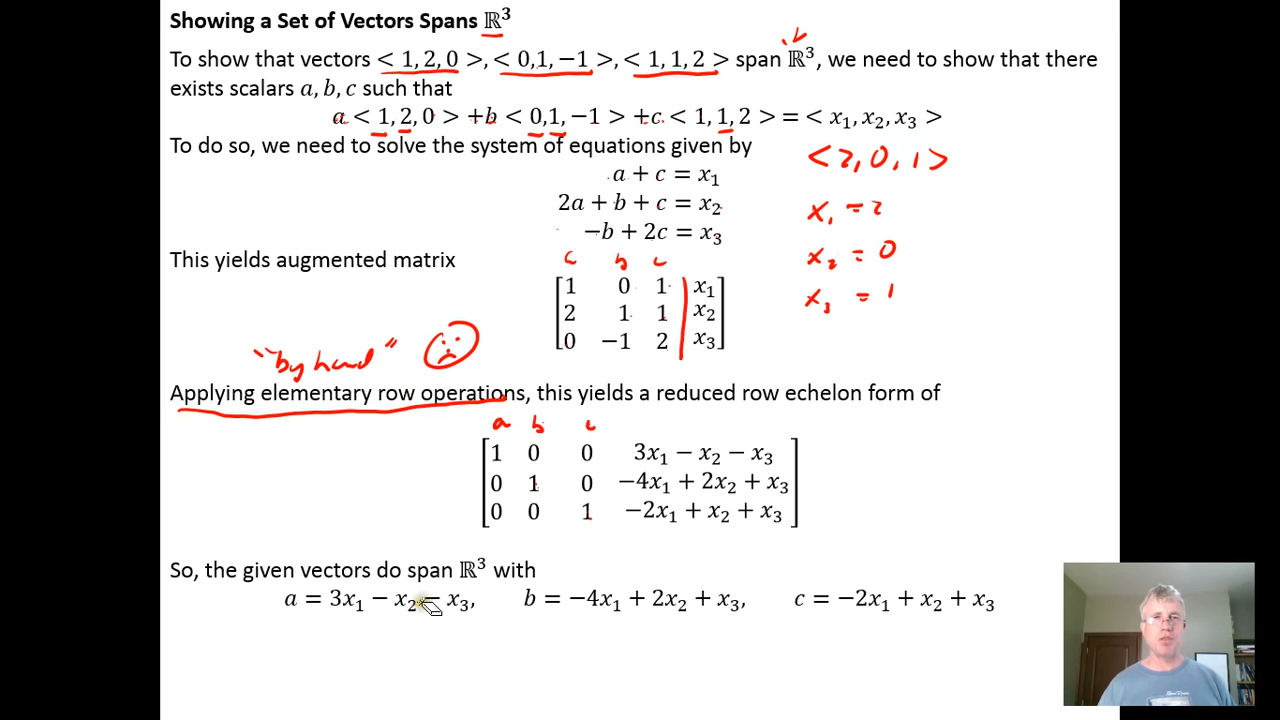 Showing a Set of Vectors Spans ℝ³
To show that vectors < 1,2,0 >,< 0,1,−1 >,< 1,1,2 > span ℝ³, we need to show that there
exists scalars a, b, c such that
a < 1,2,0 > +b < 0,1,−1 > +c < 1,1,2 > = < x₁, x₂, x₃ >
To do so, we need to solve the system of equations given by
< 2, 0, 1 >
a + c = x₁
2a + b + c = x₂
x₁ = 2
−b + 2c = x₃
x₂ = 0
This yields augmented matrix
c b c
1 0 1 x₁
x₃ = 1
2 1 1 x₂
0 −1 2 x₃
"by hand"
Applying elementary row operations, this yields a reduced row echelon form of
a b c
1 0 0 3x₁ − x₂ − x₃
0 1 0 −4x₁ + 2x₂ + x₃
0 0 1 −2x₁ + x₂ + x₃
So, the given vectors do span ℝ³ with
a = 3x₁ − x₂ − x₃, b = −4x₁ + 2x₂ + x₃, c = −2x₁ + x₂ + x₃